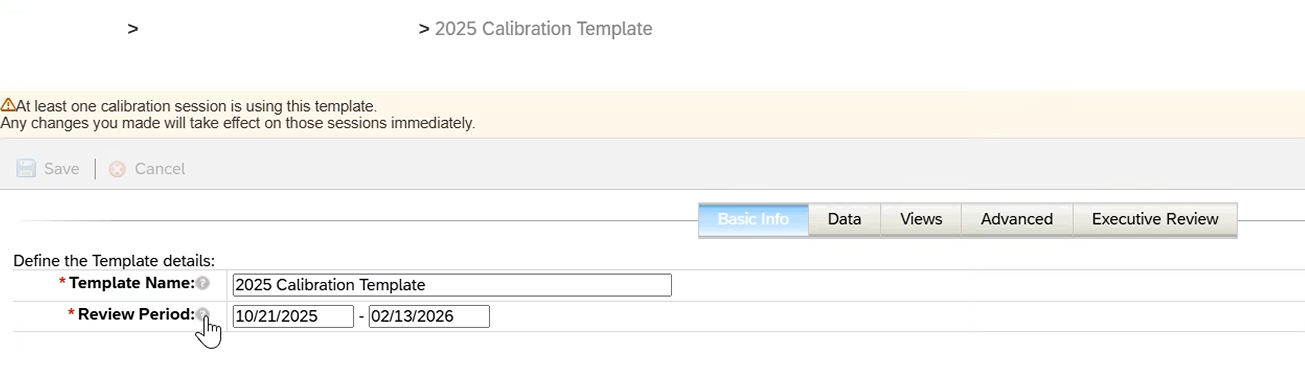 > > 2025 Calibration Template
At least one calibration session is using this template.
Any changes you made will take effect on those sessions immediately.
Save | Cancel
Basic Info Data Views Advanced Executive Review
Define the Template details:
* Template Name: ? 2025 Calibration Template
* Review Period: ? 10/21/2025 - 02/13/2026